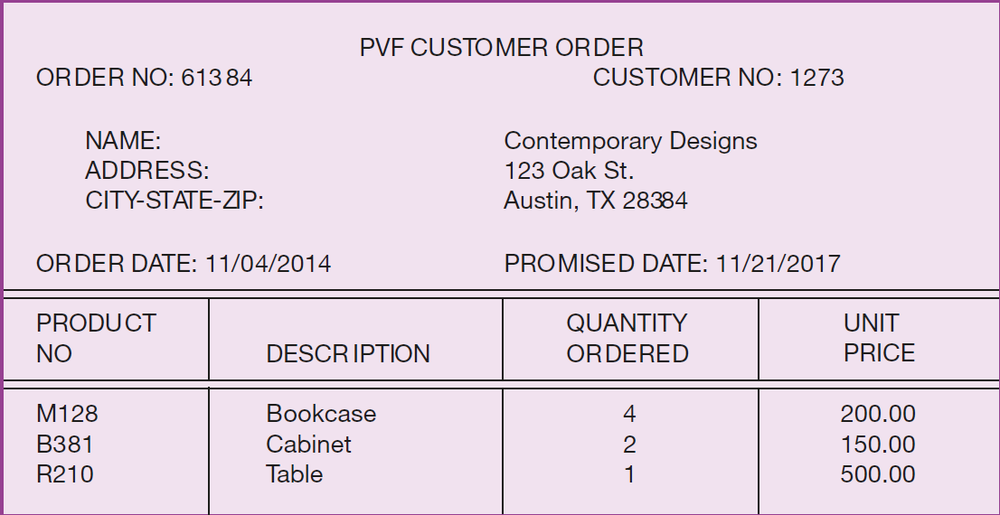 PVF CUSTOMER ORDER
ORDER NO: 61384 CUSTOMER NO: 1273
NAME: Contemporary Designs
ADDRESS: 123 Oak St.
CITY-STATE-ZIP: Austin, TX 28384
ORDER DATE: 11/04/2014 PROMISED DATE: 11/21/2017
PRODUCT QUANTITY UNIT
NO DESCRIPTION ORDERED PRICE
M128 Bookcase 4 200.00
B381 Cabinet 2 150.00
R210 Table 1 500.00